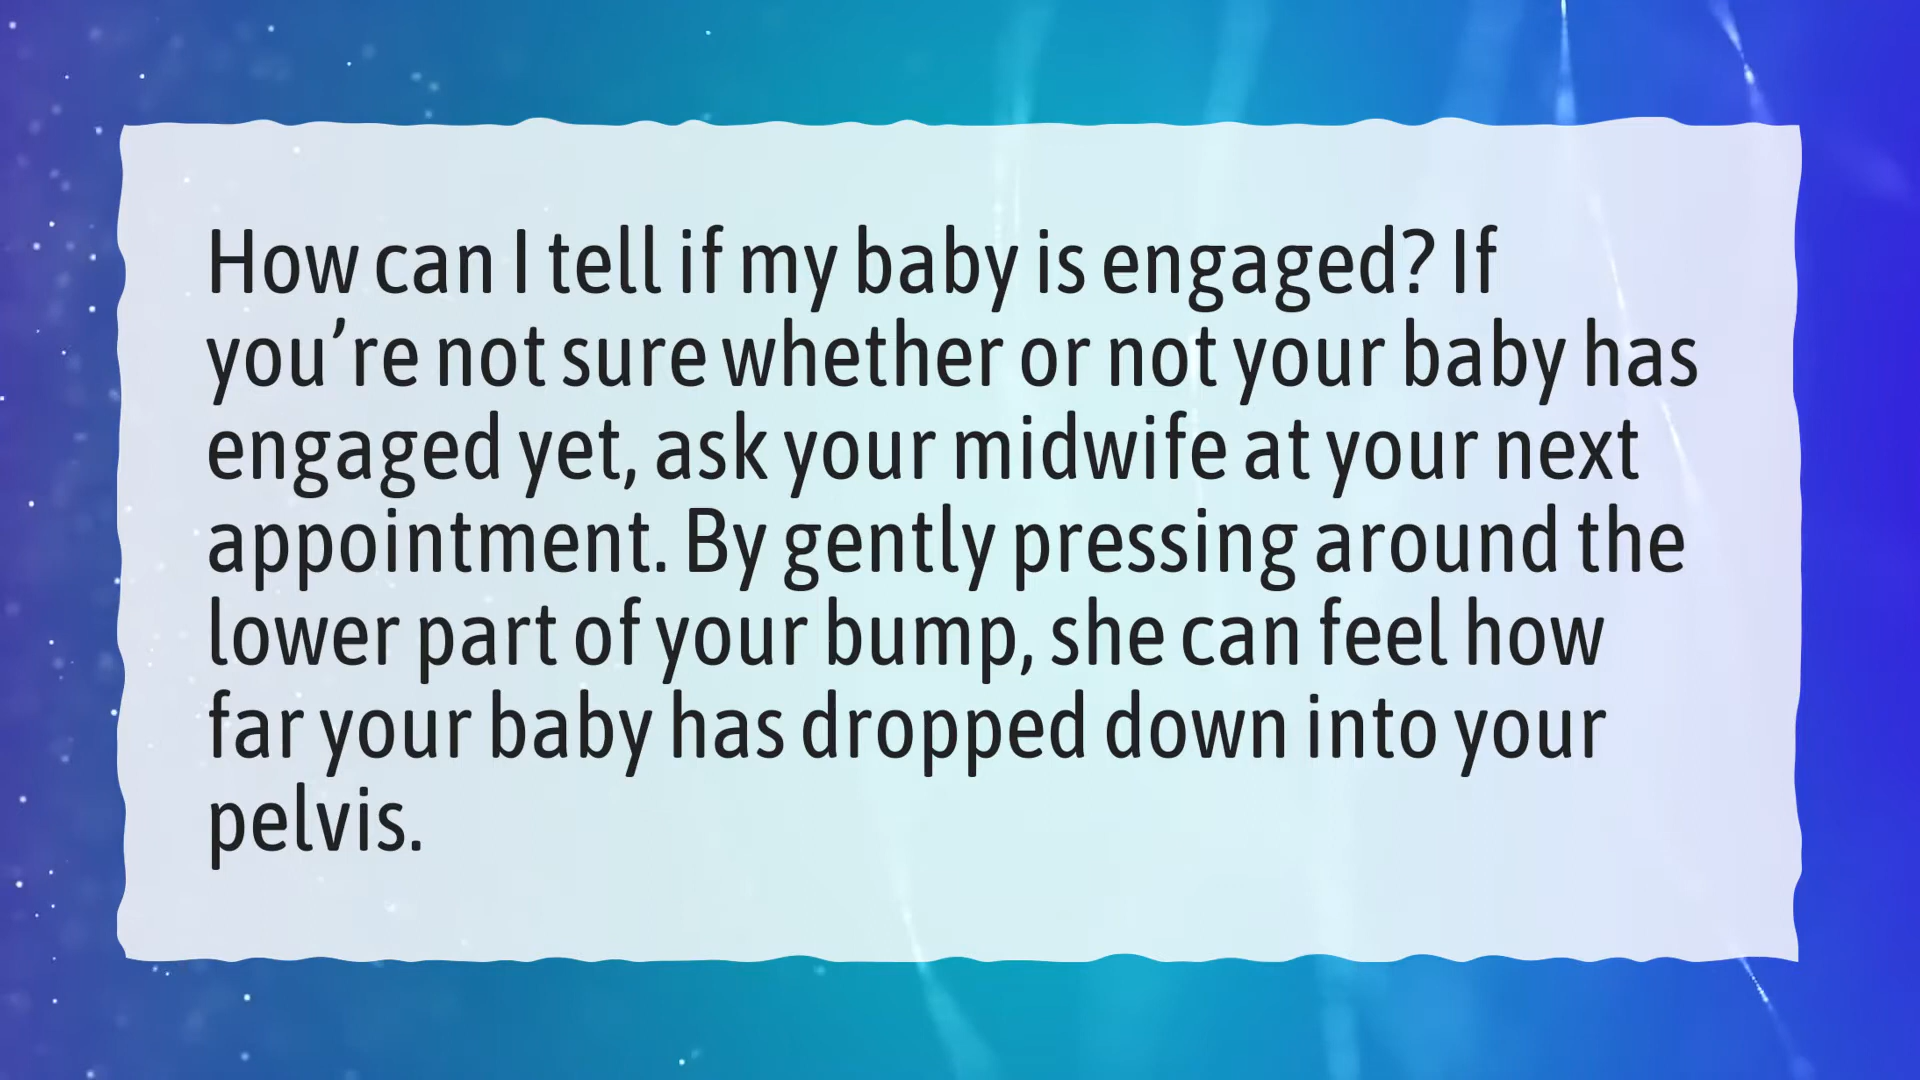 How can I tell if my baby is engaged? If
you’re not sure whether or not your baby has
engaged yet, ask your midwife at your next
appointment. By gently pressing around the
lower part of your bump, she can feel how
far your baby has dropped down into your
pelvis.